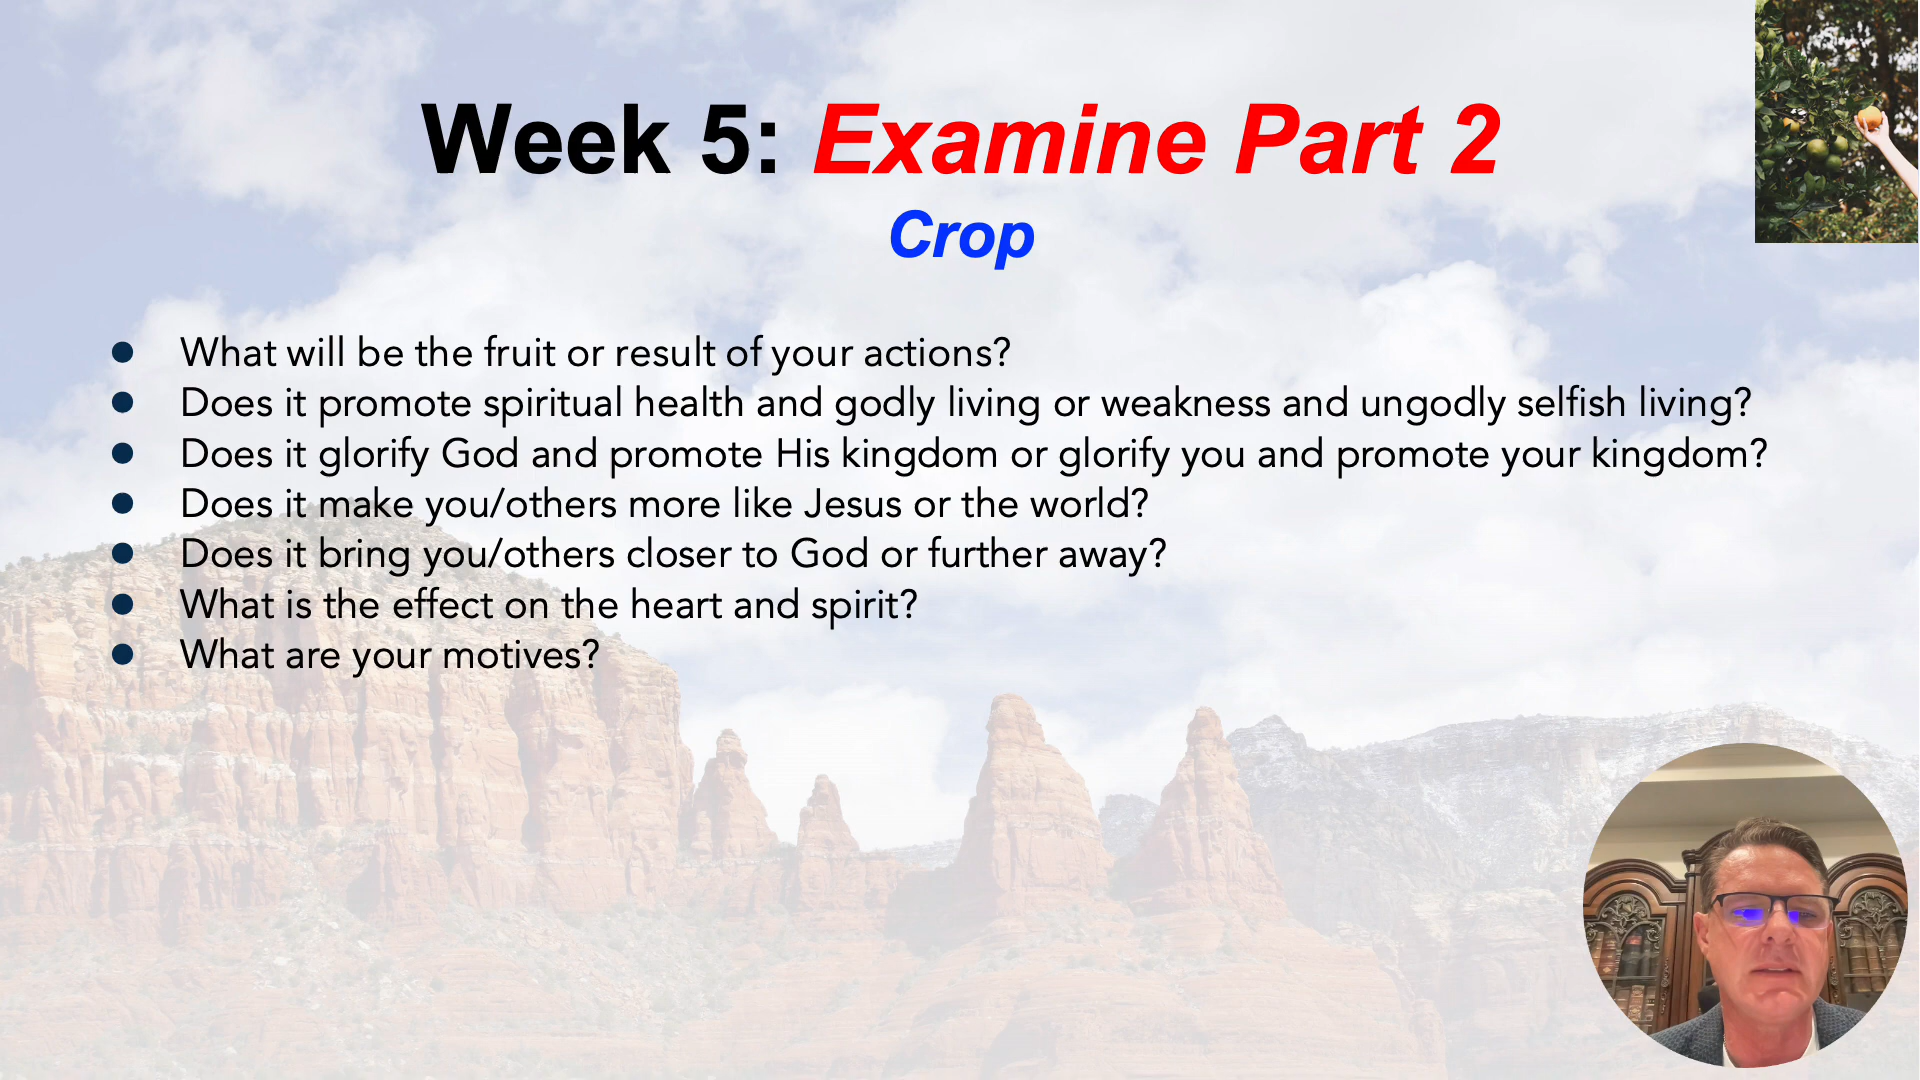 Week 5: Examine Part 2
Crop
● What will be the fruit or result of your actions?
● Does it promote spiritual health and godly living or weakness and ungodly selfish living?
● Does it glorify God and promote His kingdom or glorify you and promote your kingdom?
● Does it make you/others more like Jesus or the world?
● Does it bring you/others closer to God or further away?
● What is the effect on the heart and spirit?
● What are your motives?